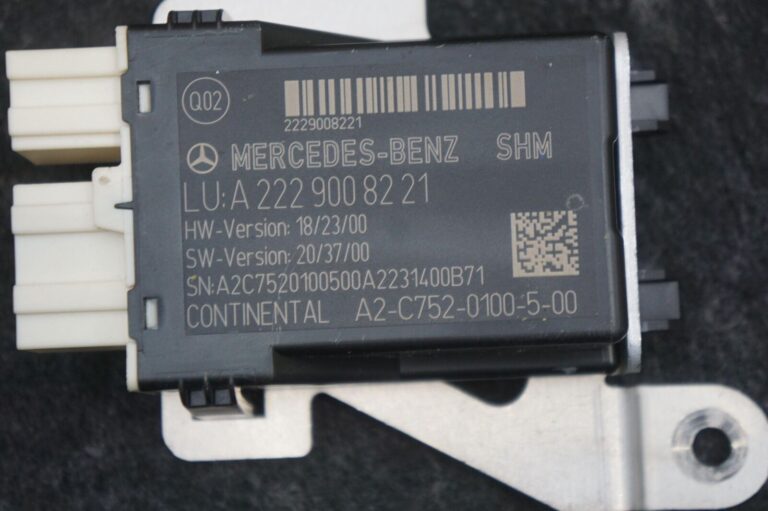 Q02
2229008221
MERCEDES-BENZ SHM
LU: A 222 900 82 21
HW-Version: 18/23/00
SW-Version: 20/37/00
SN:A2C7520100500A2231400B71
CONTINENTAL A2-C752-0100-5-00